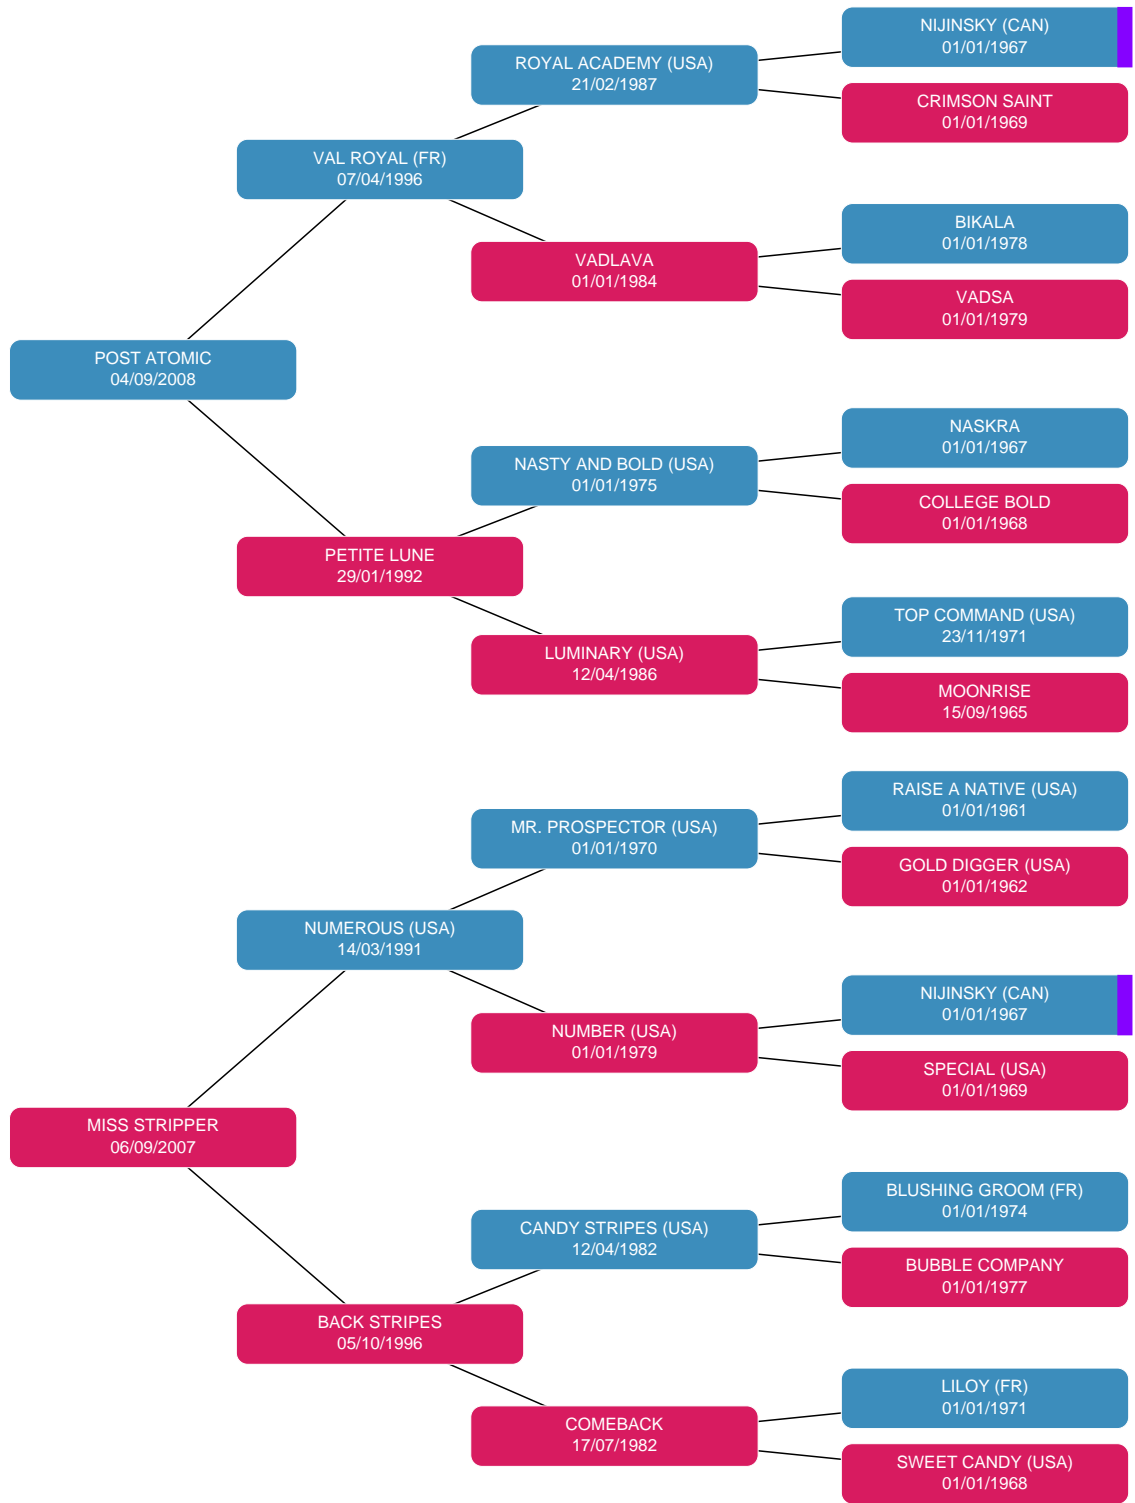 NIJINSKY (CAN)
01/01/1967
ROYAL ACADEMY (USA)
21/02/1987
CRIMSON SAINT
01/01/1969
VAL ROYAL (FR)
07/04/1996
BIKALA
01/01/1978
VADLAVA
01/01/1984
VADSA
01/01/1979
POST ATOMIC
04/09/2008
NASKRA
01/01/1967
NASTY AND BOLD (USA)
01/01/1975
COLLEGE BOLD
01/01/1968
PETITE LUNE
29/01/1992
TOP COMMAND (USA)
23/11/1971
LUMINARY (USA)
12/04/1986
MOONRISE
15/09/1965
RAISE A NATIVE (USA)
01/01/1961
MR. PROSPECTOR (USA)
01/01/1970
GOLD DIGGER (USA)
01/01/1962
NUMEROUS (USA)
14/03/1991
NIJINSKY (CAN)
01/01/1967
NUMBER (USA)
01/01/1979
SPECIAL (USA)
01/01/1969
MISS STRIPPER
06/09/2007
BLUSHING GROOM (FR)
01/01/1974
CANDY STRIPES (USA)
12/04/1982
BUBBLE COMPANY
01/01/1977
BACK STRIPES
05/10/1996
LILOY (FR)
01/01/1971
COMEBACK
17/07/1982
SWEET CANDY (USA)
01/01/1968